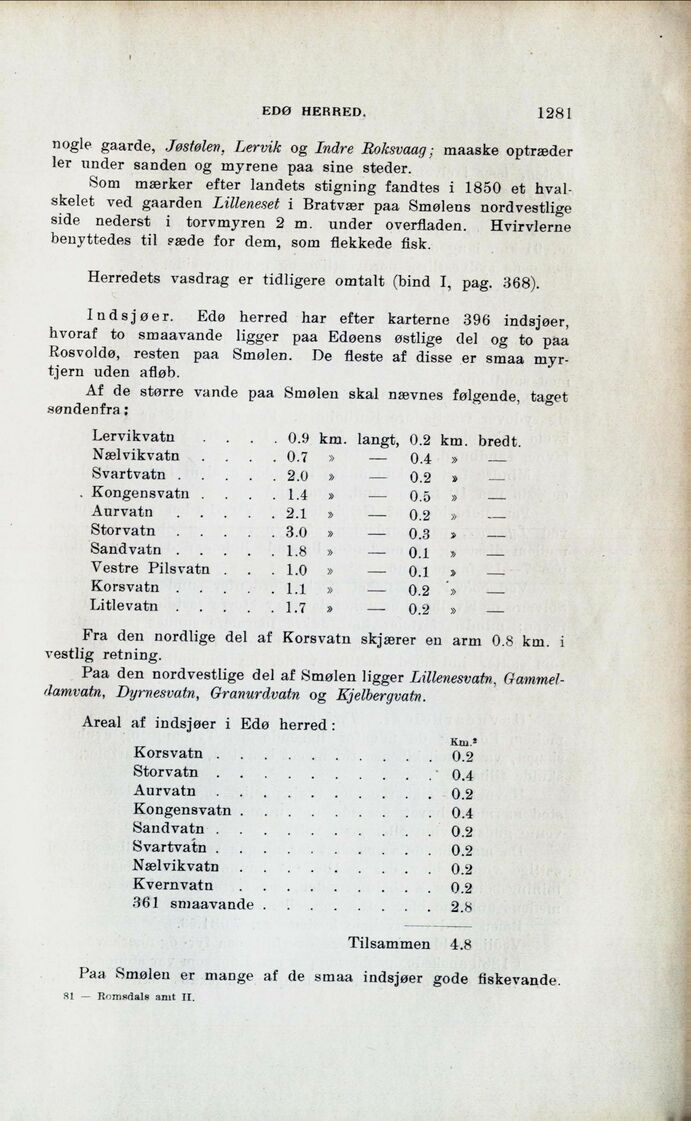 EDØ HERRED. 1281
nogle gaarde, Jøstølen, Lervik og Indre Roksvaag; maaske optræder
ler under sanden og myrene paa sine steder.
Som mærker efter landets stigning fandtes i 1850 et hval-
skelet ved gaarden Lilleneset i Bratvær paa Smølens nordvestlige
side nederst i torvmyren 2 m. under overfladen. Hvirvlerne
benyttedes til sæde for dem, som flekkede fisk.
Herredets vasdrag er tidligere omtalt (bind I, pag. 368).
Indsjøer. Edø herred har efter karterne 396 indsjøer,
hvoraf to smaavande ligger paa Edøens østlige del og to paa
Rosvoldø, resten paa Smølen. De fleste af disse er smaa myr-
tjern uden afløb.
Af de større vande paa Smølen skal nævnes følgende, taget
søndenfra:
Lervikvatn . . . . 0.9 km. langt, 0.2 km. bredt.
Nælvikvatn . . . . 0.7 » — 0.4 » —
Svartvatn . . . . . 2.0 » — 0.2 » —
Kongensvatn . . . . 1.4 » — 0.5 » —
Aurvatn . . . . . 2.1 » — 0.2 » —
Storvatn . . . . . 3.0 » — 0.3 » —
Sandvatn . . . . . 1.8 » — 0.1 » —
Vestre Pilsvatn . . . 1.0 » — 0.1 » —
Korsvatn . . . . . 1.1 » — 0.2 » —
Litlevatn . . . . . 1.7 » — 0.2 » —
Fra den nordlige del af Korsvatn skjærer en arm 0.8 km. i
vestlig retning.
Paa den nordvestlige del af Smølen ligger Lillenesvatn, Gammel-
damvatn, Dyrnesvatn, Granurdvatn og Kjelbergvatn.
Areal af indsjøer i Edø herred:
Km.²
Korsvatn . . . . . . . . . . 0.2
Storvatn . . . . . . . . . . 0.4
Aurvatn . . . . . . . . . . 0.2
Kongensvatn . . . . . . . . . 0.4
Sandvatn . . . . . . . . . . 0.2
Svartvatn . . . . . . . . . . 0.2
Nælvikvatn . . . . . . . . . 0.2
Kvernvatn . . . . . . . . . 0.2
361 smaavande . . . . . . . . 2.8
Tilsammen 4.8
Paa Smølen er mange af de smaa indsjøer gode fiskevande.
81 — Romsdals amt II.